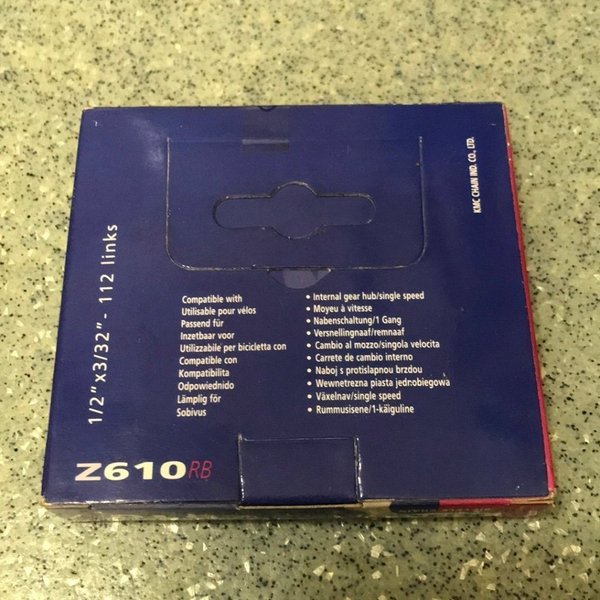 KMC CHAIN IND. CO., LTD.
1/2"x3/32" - 112 links
Compatible with
Utilisable pour vélos
Passend für
Inzetbaar voor
Utilizzabile per bicicletta con
Compatible con
Kompatibilita
Odpowiednido
Lämplig för
Sobivus
• Internal gear hub/single speed
• Moyeu à vitesse
• Nabenschaltung/1 Gang
• Versnellingnaaf/remnaaf
• Cambio al mozzo/singola velocita
• Carrete de cambio interno
• Naboj s protislapnou brzdou
• Wewnetrezna piasta jednobiegowa
• Växelnav/single speed
• Rummusisene/1-käiguline
Z610RB